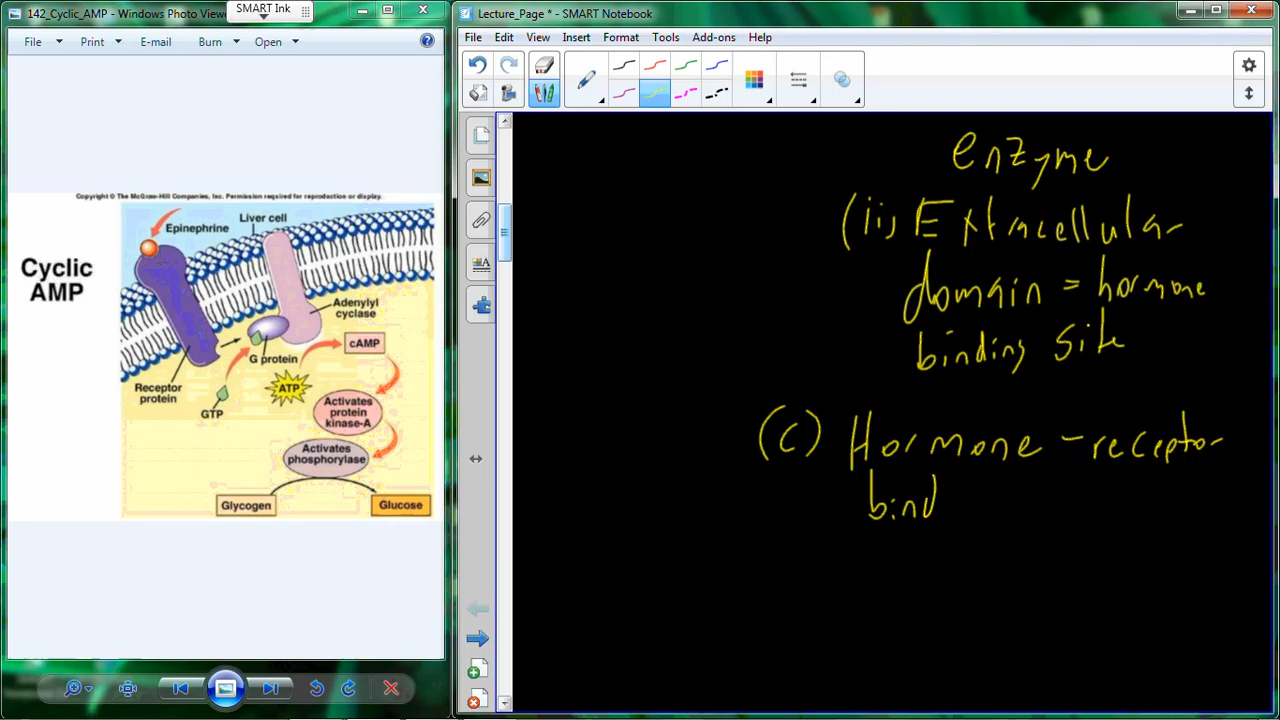 142_Cyclic_AMP - Windows Photo View
SMART Ink
File Print E-mail Burn Open
Copyright © The McGraw-Hill Companies, Inc. Permission required for reproduction or display.
Cyclic
AMP
Epinephrine
Liver cell
Adenylyl
cyclase
G protein
cAMP
Receptor
protein
GTP
ATP
Activates
protein
kinase-A
Activates
phosphorylase
Glycogen
Glucose
Lecture_Page * - SMART Notebook
File Edit View Insert Format Tools Add-ons Help
enzyme
(ii) Extracellular
domain = hormone
binding site
(C) Hormone - receptor
bind